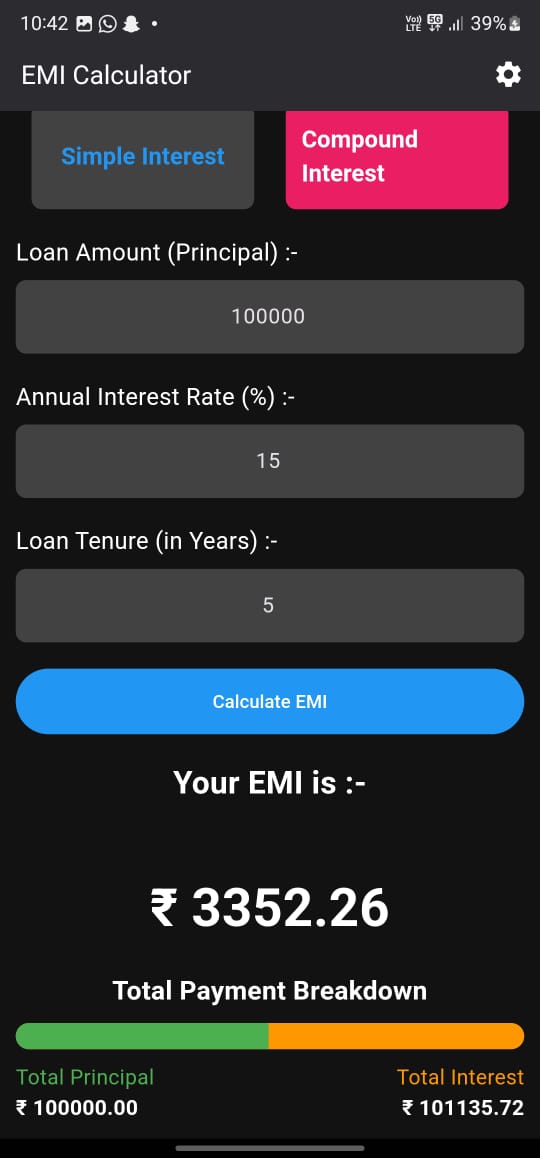 10:42
Vo)) LTE 5G 39%
EMI Calculator
Simple Interest
Compound
Interest
Loan Amount (Principal) :-
100000
Annual Interest Rate (%) :-
15
Loan Tenure (in Years) :-
5
Calculate EMI
Your EMI is :-
₹ 3352.26
Total Payment Breakdown
Total Principal Total Interest
₹ 100000.00 ₹ 101135.72